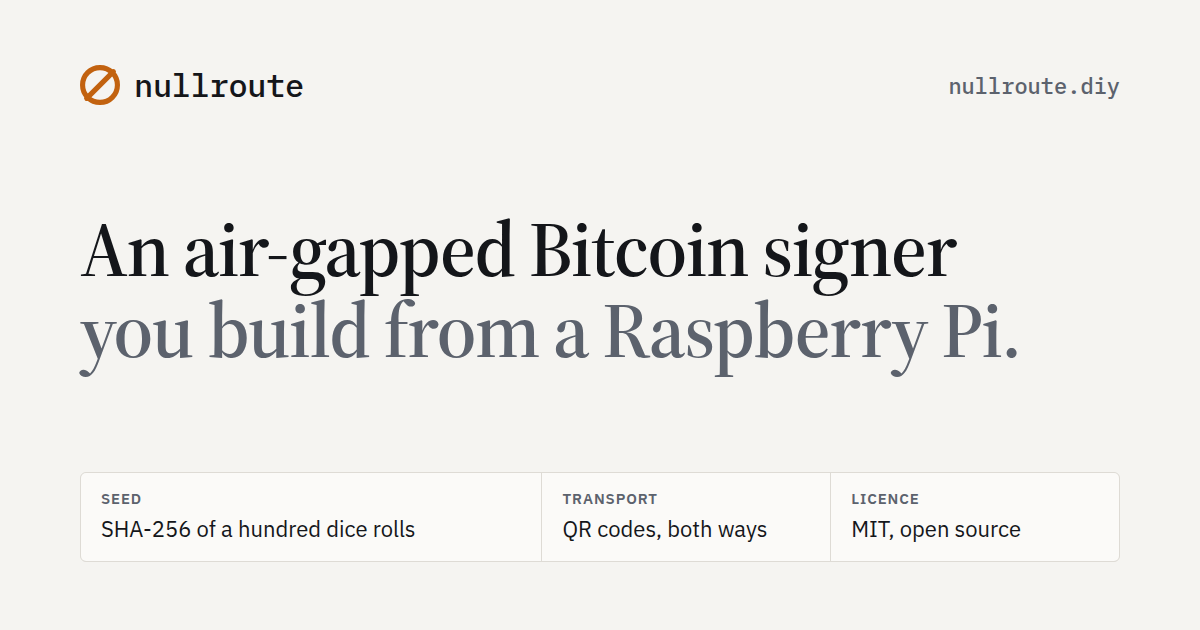 nullroute
nullroute.diy
An air-gapped Bitcoin signer
you build from a Raspberry Pi.
SEED
SHA-256 of a hundred dice rolls
TRANSPORT
QR codes, both ways
LICENCE
MIT, open source